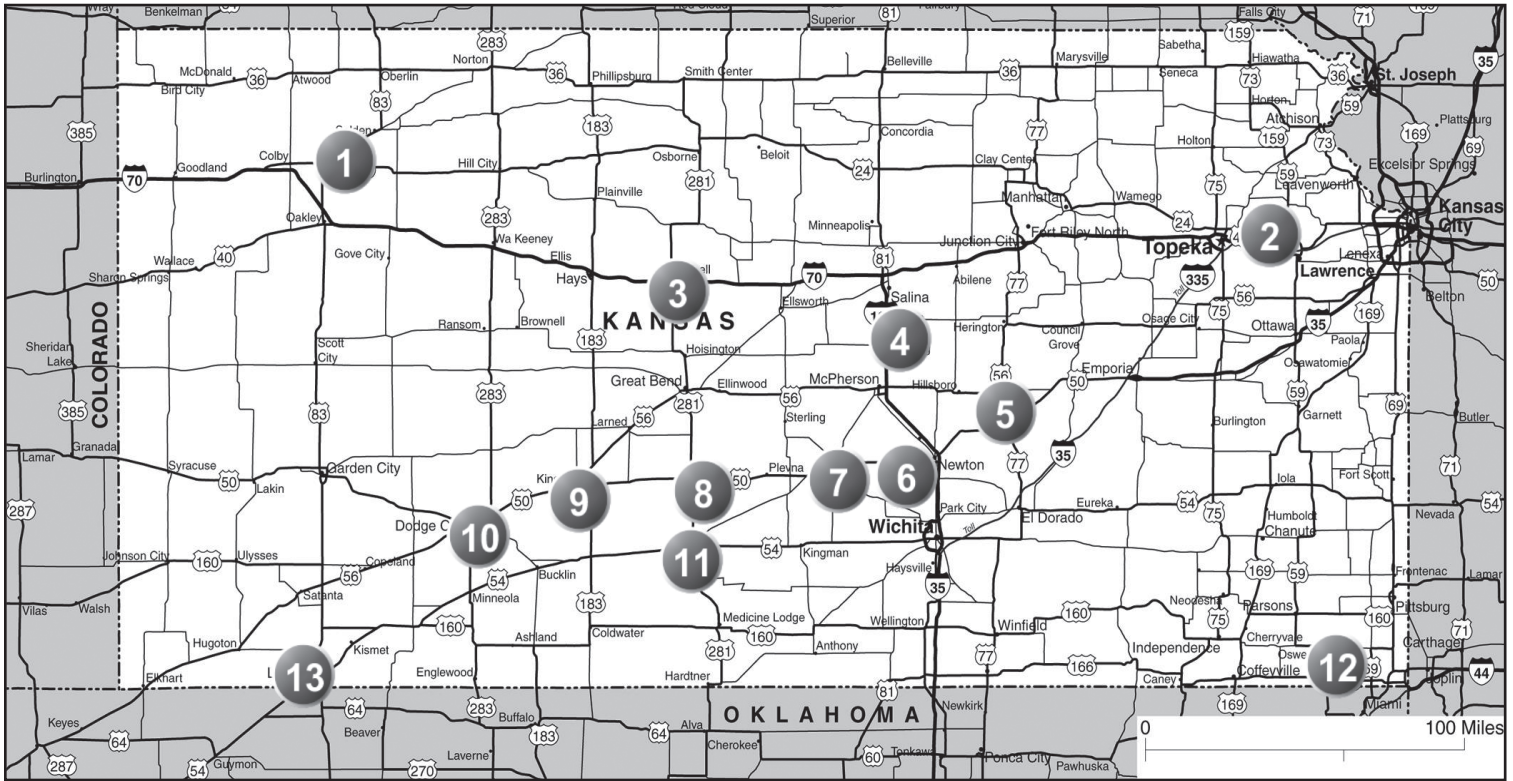 Wray
Benkelman
Superior
81
Fairbury
Falls City
159
71
169
283
Norton
Sabetha
Hiawatha
35
McDonald
36
Atwood
Oberlin
36
Phillipsburg
Smith Center
Belleville
36
Marysville
Seneca
73
36
St. Joseph
Bird City
83
Horton
59
385
183
Concordia
77
Atchison
159
73
169
Plattsburg
69
Colby
1
Hill City
Osborne
Beloit
24
Clay Center
Holton
Excelsior Springs
Burlington
70
Goodland
281
75
59
Leavenworth
Plainville
Manhattan
Wamego
Oakley
283
Minneapolis
24
Kansas
City
Wallace
40
Gove City
Wa Keeney
Ellis
Junction City
Fort Riley North
Topeka
2
Lenexa
Sharon Springs
Hays
81
70
Abilene
77
335
Toll
Lawrence
50
3
Ellsworth
Salina
56
Belton
COLORADO
KANSAS
4
Herington
Council
Grove
Osage City
75
Ottawa
35
169
Paola
Ransom
Brownell
183
Sheridan
Lake
Scott
City
Hoisington
56
Osawatomie
Great Bend
Ellinwood
McPherson
Hillsboro
50
Emporia
385
83
283
281
56
5
59
69
Larned
56
Sterling
Burlington
Garnett
Butler
Granada
Lamar
Syracuse
50
Lakin
Garden City
50
9
8
50
Plevna
7
6
Newton
77
35
Iola
Fort Scott
71
287
Dodge C
10
Park City
El Dorado
Eureka
54
75
Humboldt
Chanute
54
Nevada
Wichita
Toll
Johnson City
160
Ulysses
Copeland
11
54
Kingman
56
54
Bucklin
Haysville
169
59
Frontenac
Lamar
Vilas
Walsh
Satanta
Minneola
183
35
Neodesha
Parsons
160
Pittsburg
160
Medicine Lodge
160
Wellington
Winfield
160
75
Hugoton
Kismet
Ashland
Coldwater
281
Anthony
77
Independence
Cherryvale
Carthage
71
Elkhart
13
Englewood
Hardtner
166
Caney
Coffeyville
12
Joplin
44
64
283
81
169
Miami
Keyes
Beaver
Buffalo
183
64
Alva
OKLAHOMA
Newkirk
0
100 Miles
64
Laverne
Cherokee
60
Tonkawa
Ponca City
Pawhuska
287
54
Guymon
270